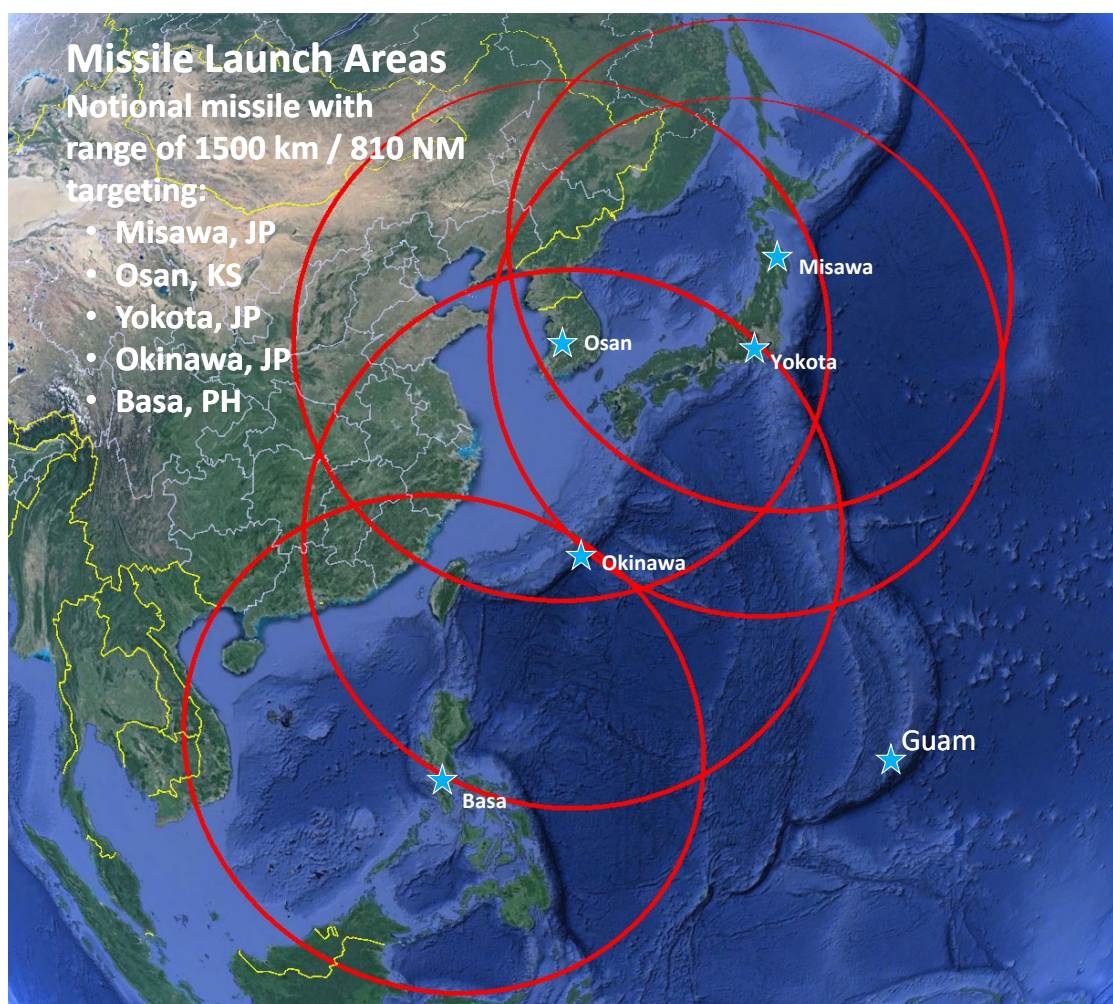 Missile Launch Areas
Notional missile with
range of 1500 km / 810 NM
targeting:
• Misawa, JP
• Osan, KS
• Yokota, JP
• Okinawa, JP
• Basa, PH
Misawa
Osan
Yokota
Okinawa
Guam
Basa